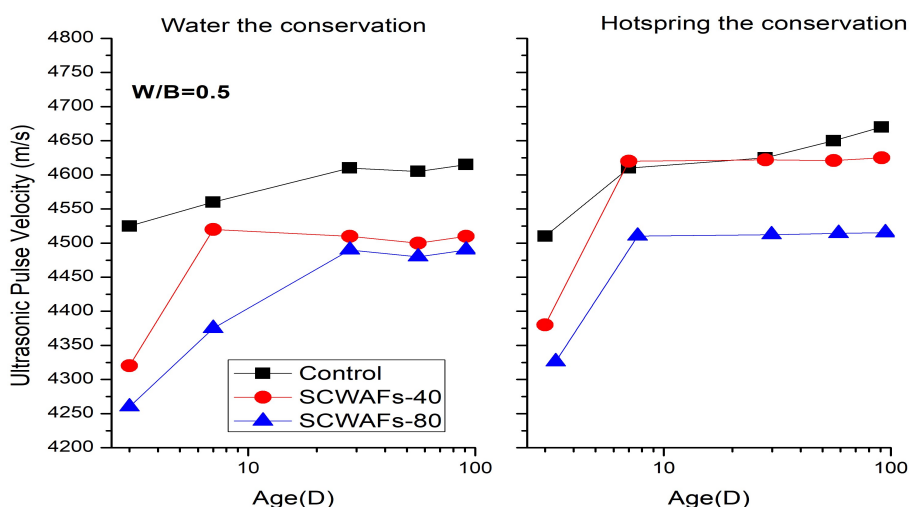 Water the conservation
Hotspring the conservation
4800
4750
4700
4650
4600
4550
4500
4450
4400
4350
4300
4250
4200
Ultrasonic Pulse Velocity (m/s)
W/B=0.5
Control
SCWAFs-40
SCWAFs-80
10
100
10
100
Age(D)
Age(D)